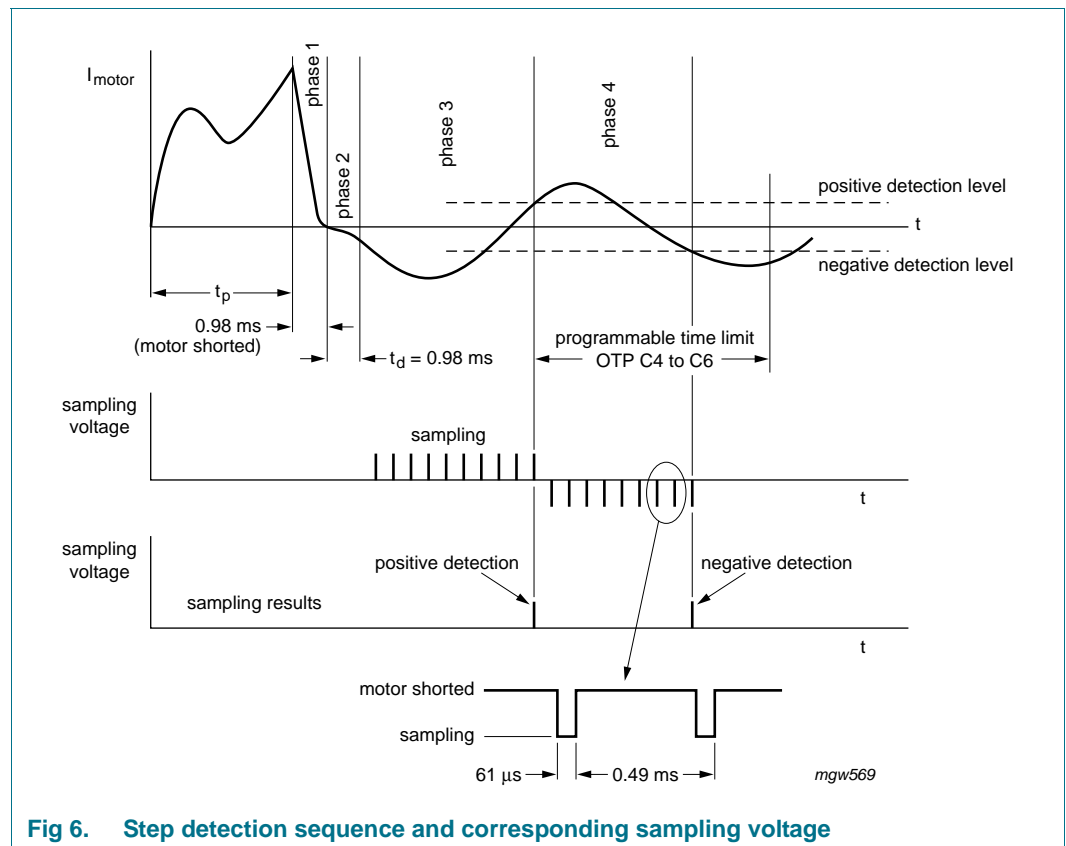 I motor
phase 1
phase 2
phase 3
phase 4
positive detection level
t
negative detection level
tp
0.98 ms
(motor shorted)
td = 0.98 ms
programmable time limit
OTP C4 to C6
sampling
voltage
sampling
t
sampling
voltage
positive detection
negative detection
sampling results
t
motor shorted
sampling
61 μs
0.49 ms
mgw569
Fig 6. Step detection sequence and corresponding sampling voltage